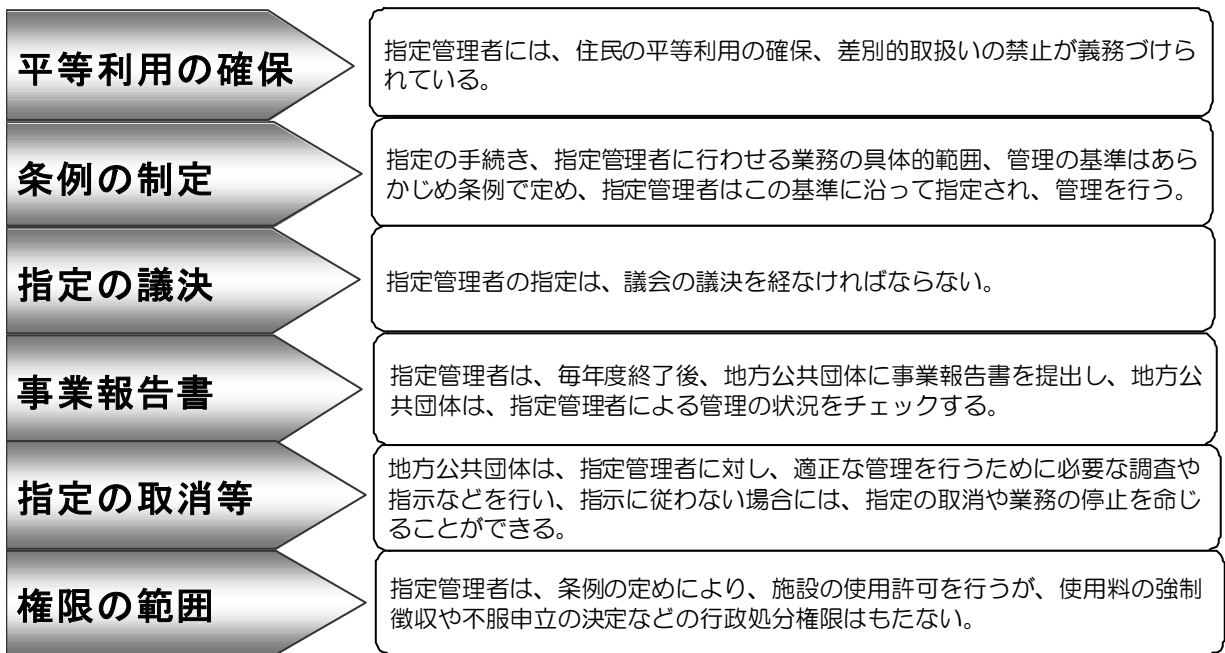 平等利用の確保
指定管理者には、住民の平等利用の確保、差別的取扱いの禁止が義務づけら
れている。
条例の制定
指定の手続き、指定管理者に行わせる業務の具体的範囲、管理の基準はあら
かじめ条例で定め、指定管理者はこの基準に沿って指定され、管理を行う。
指定の議決
指定管理者の指定は、議会の議決を経なければならない。
事業報告書
指定管理者は、毎年度終了後、地方公共団体に事業報告書を提出し、地方公
共団体は、指定管理者による管理の状況をチェックする。
指定の取消等
地方公共団体は、指定管理者に対し、適正な管理を行うために必要な調査や
指示などを行い、指示に従わない場合には、指定の取消や業務の停止を命じ
ることができる。
権限の範囲
指定管理者は、条例の定めにより、施設の使用許可を行うが、使用料の強制
徴収や不服申立の決定などの行政処分権限はもたない。